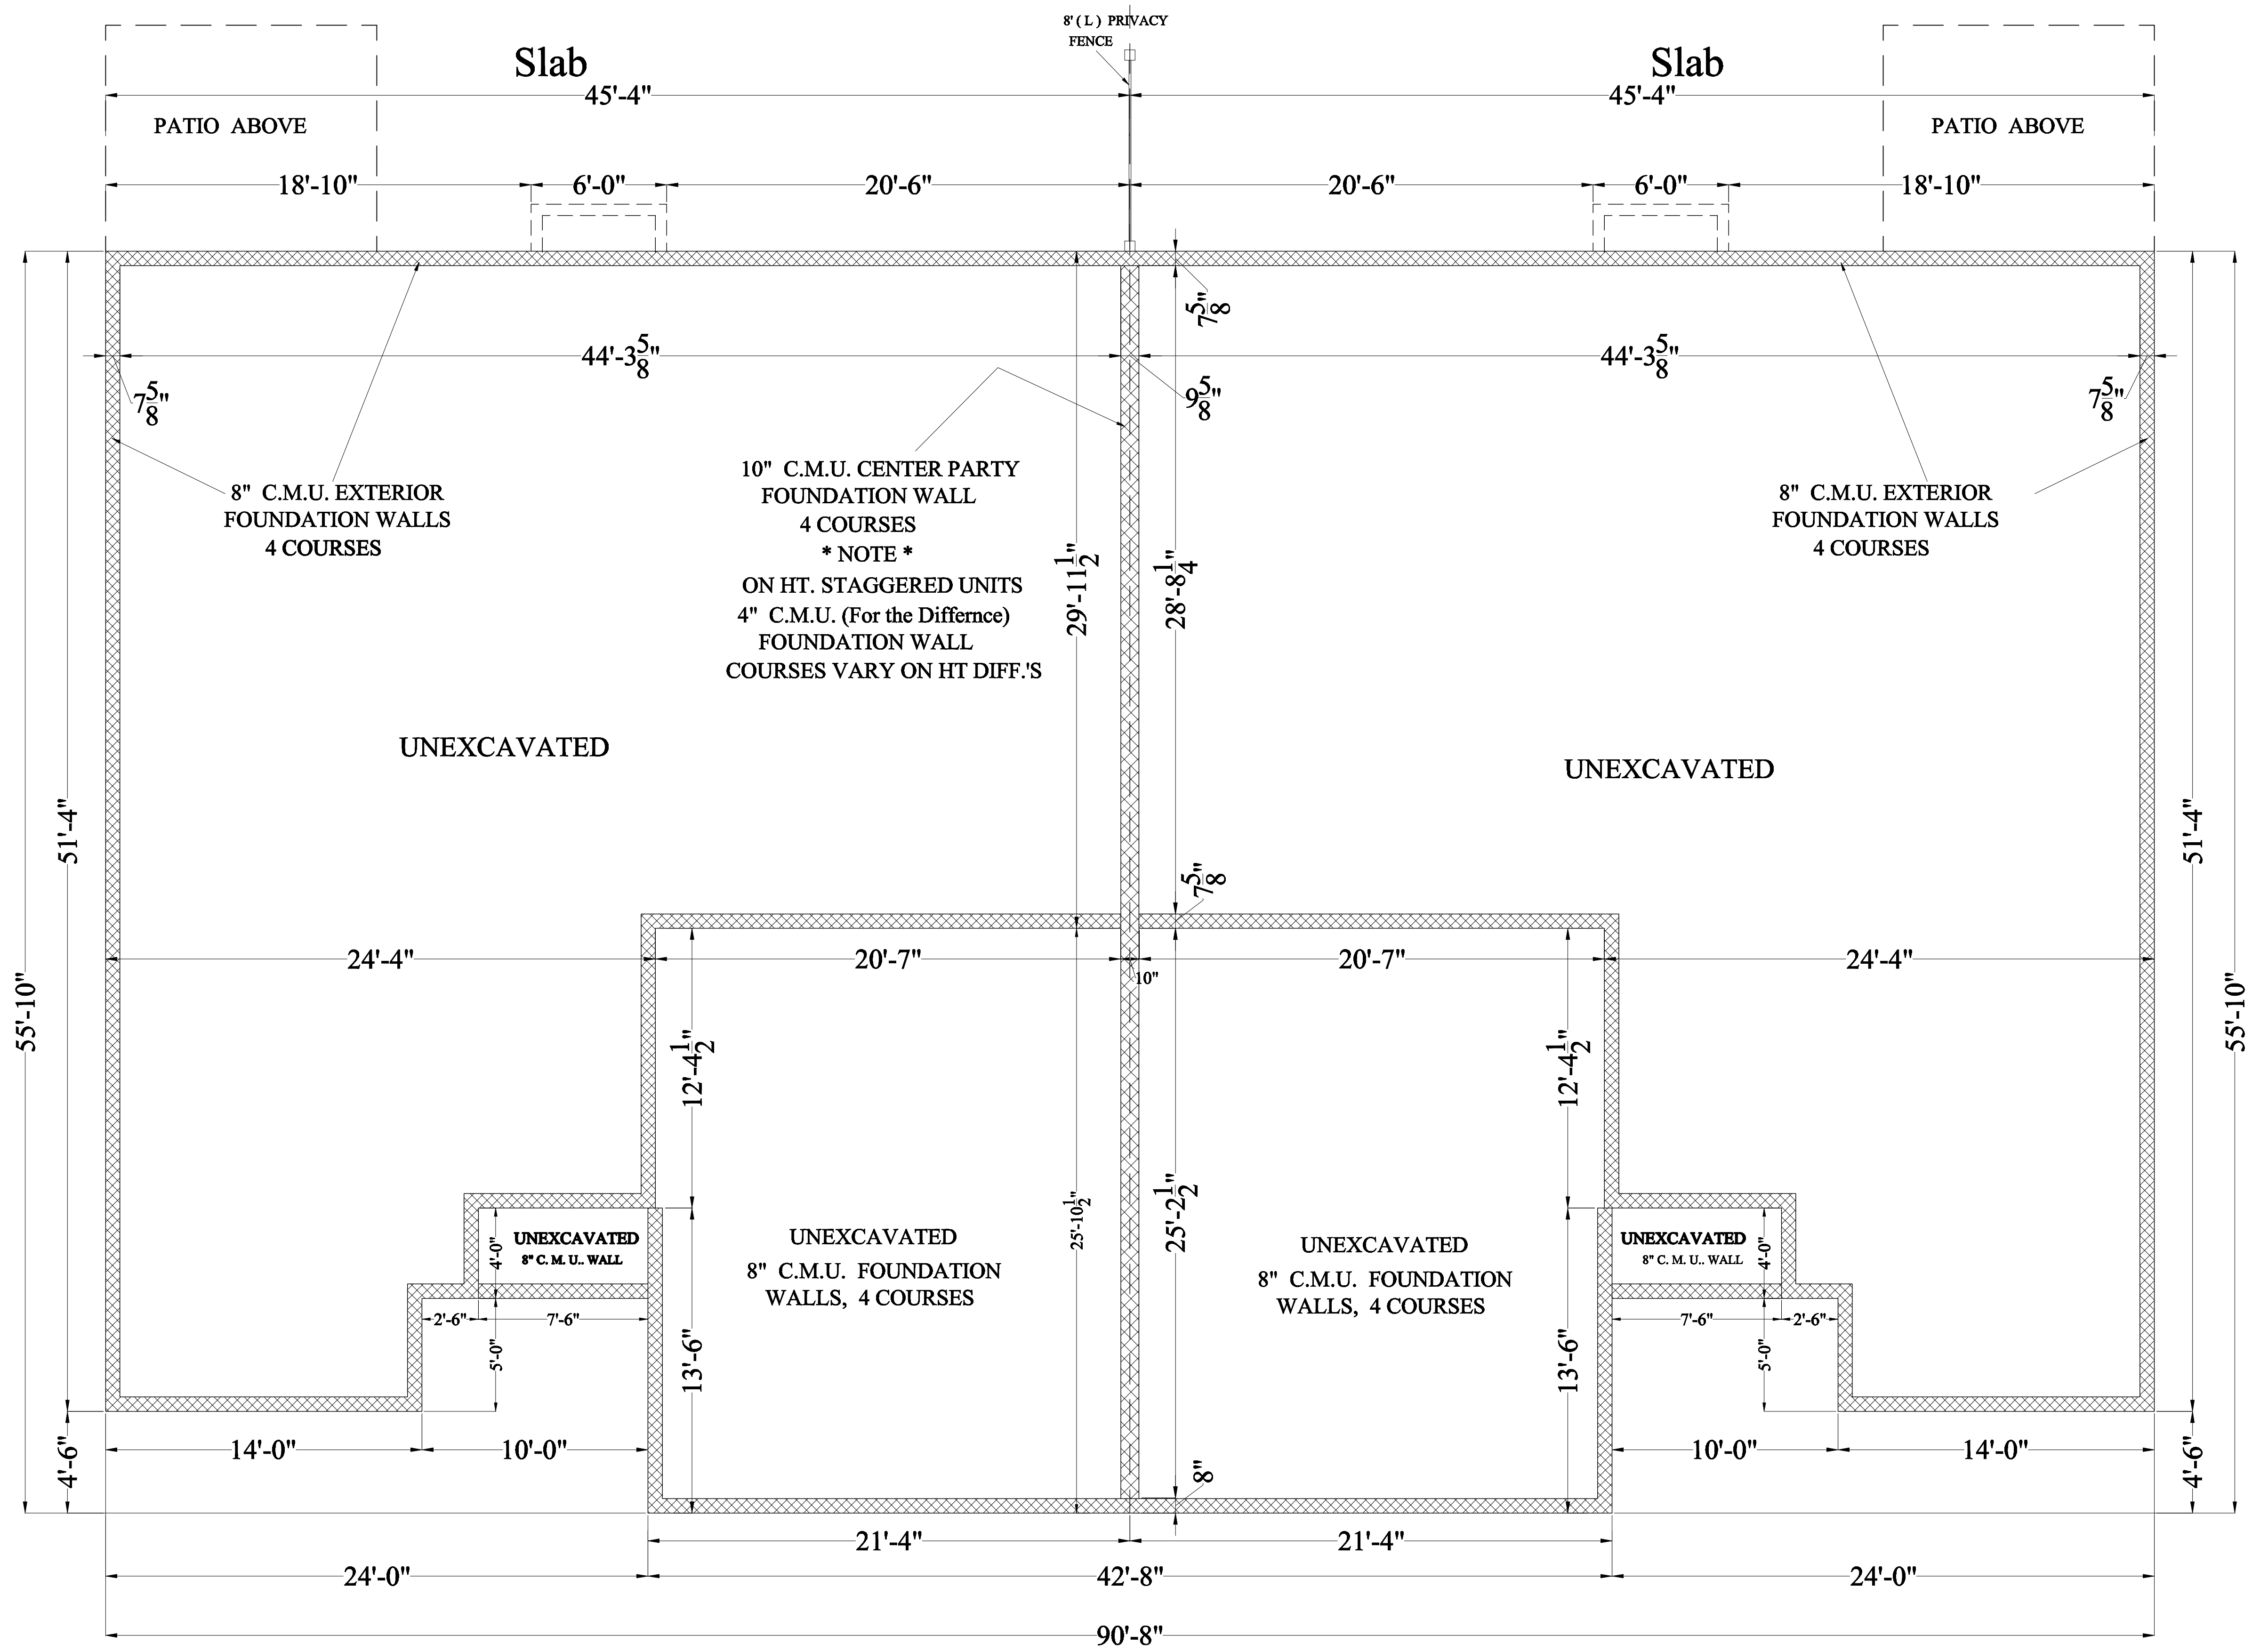 8' ( L ) PRIVACY
FENCE
Slab
Slab
45'-4"
45'-4"
PATIO ABOVE
PATIO ABOVE
18'-10"
6'-0"
20'-6"
20'-6"
6'-0"
18'-10"
7 5/8"
44'-3 5/8"
44'-3 5/8"
7 5/8"
9 5/8"
7 5/8"
8" C.M.U. EXTERIOR
FOUNDATION WALLS
4 COURSES
10" C.M.U. CENTER PARTY
FOUNDATION WALL
4 COURSES
* NOTE *
ON HT. STAGGERED UNITS
4" C.M.U. (For the Differnce)
FOUNDATION WALL
COURSES VARY ON HT DIFF.'S
8" C.M.U. EXTERIOR
FOUNDATION WALLS
4 COURSES
29'-11 1/2"
28'-8 1/4"
UNEXCAVATED
UNEXCAVATED
51'-4"
51'-4"
7 5/8"
24'-4"
20'-7"
10"
20'-7"
24'-4"
55'-10"
55'-10"
12'-4 1/2"
12'-4 1/2"
25'-10 1/2"
25'-2 1/2"
UNEXCAVATED
8" C. M. U.. WALL
4'-0"
UNEXCAVATED
8" C.M.U. FOUNDATION
WALLS, 4 COURSES
UNEXCAVATED
8" C.M.U. FOUNDATION
WALLS, 4 COURSES
UNEXCAVATED
8" C. M. U.. WALL
4'-0"
2'-6"
7'-6"
7'-6"
2'-6"
5'-0"
13'-6"
13'-6"
5'-0"
4'-6"
14'-0"
10'-0"
8"
10'-0"
14'-0"
4'-6"
21'-4"
21'-4"
24'-0"
42'-8"
24'-0"
90'-8"